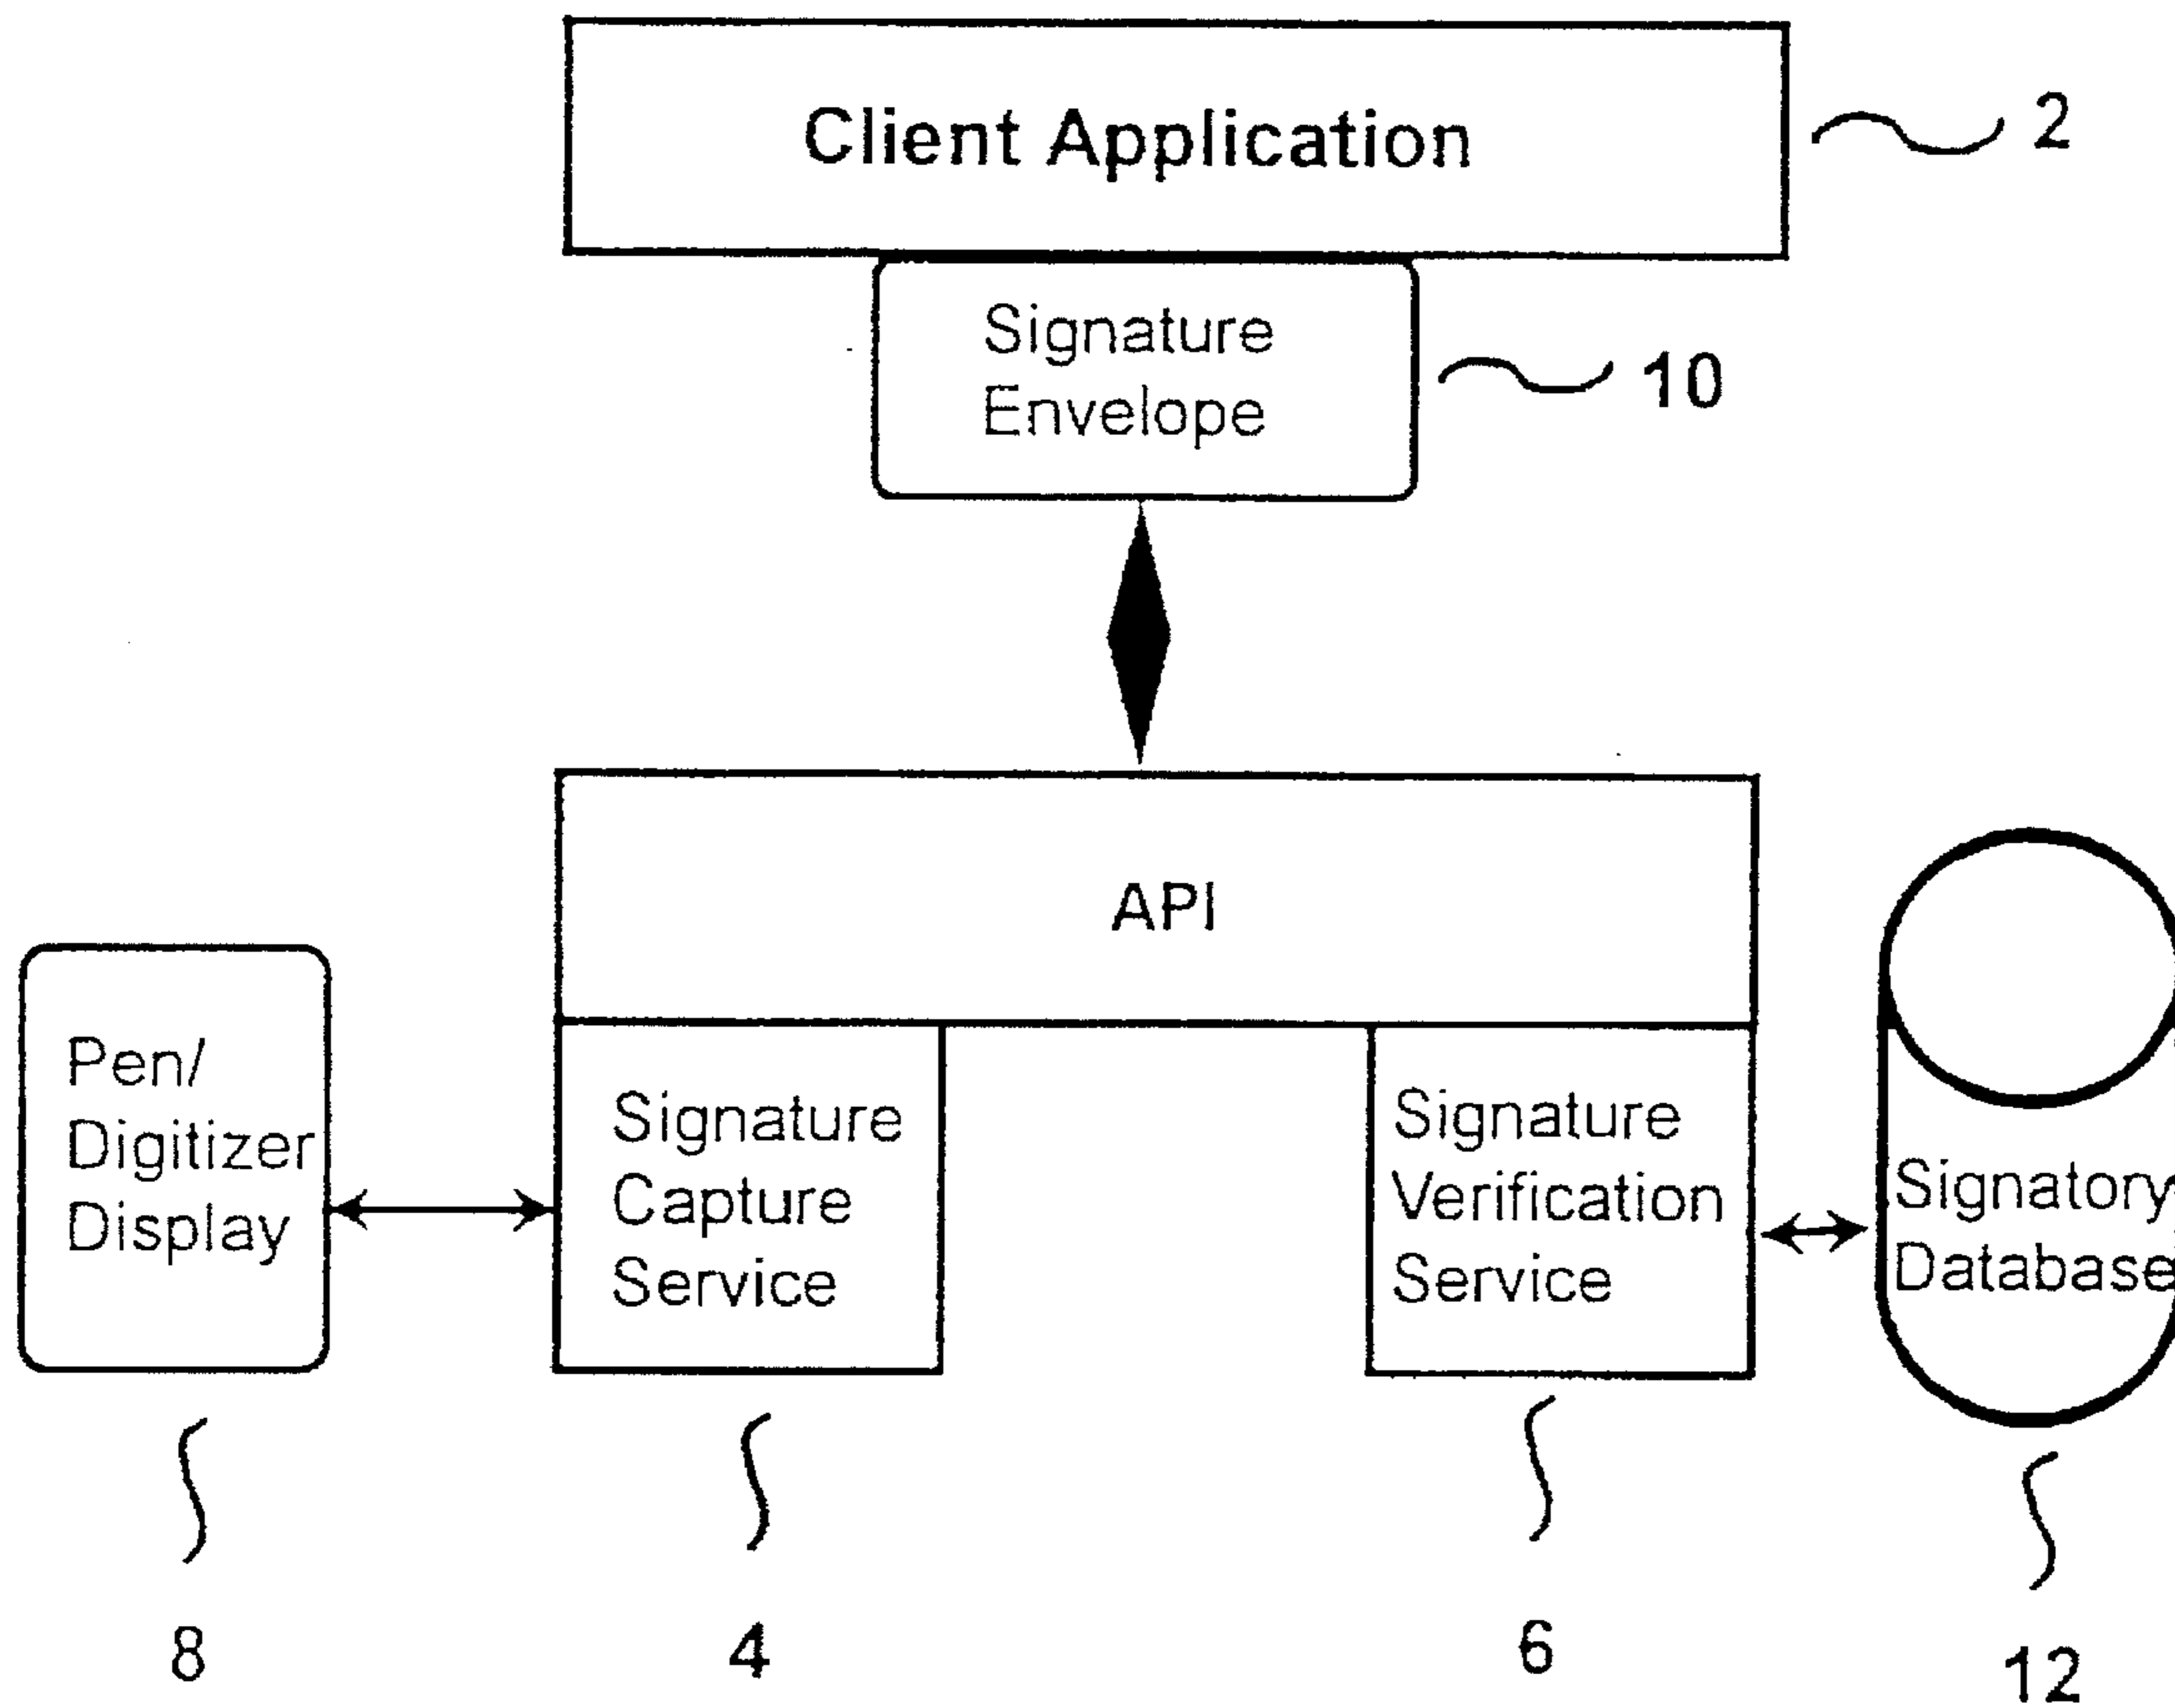 Client Application
2
Signature
Envelope
10
API
Pen/
Digitizer
Display
Signature
Capture
Service
Signature
Verification
Service
Signatory
Database
8
4
6
12